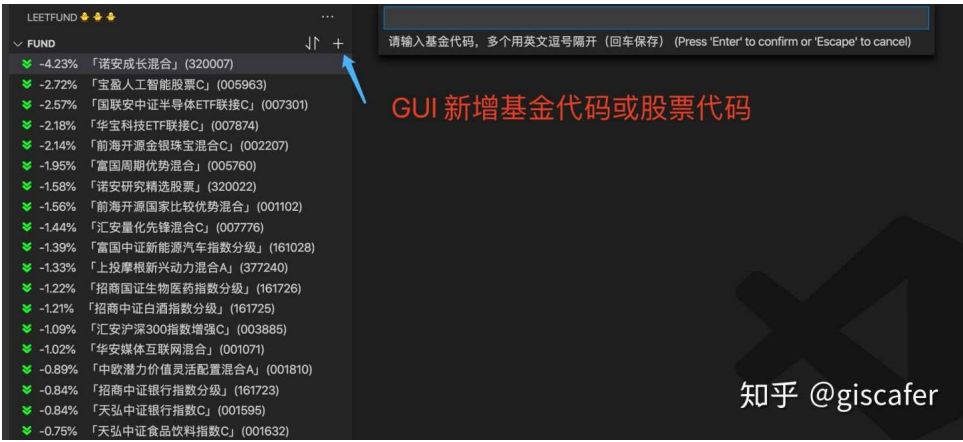 LEETFUND🐥🐥🐥
FUND
-4.23% 「诺安成长混合」(320007)
-2.72% 「宝盈人工智能股票C」(005963)
-2.57% 「国联安中证半导体ETF联接C」(007301)
-2.18% 「华宝科技ETF联接C」(007874)
-2.14% 「前海开源金银珠宝混合C」(002207)
-1.95% 「富国周期优势混合」(005760)
-1.58% 「诺安研究精选股票」(320022)
-1.56% 「前海开源国家比较优势混合」(001102)
-1.44% 「汇安量化先锋混合C」(007776)
-1.39% 「富国中证新能源汽车指数分级」(161028)
-1.33% 「上投摩根新兴动力混合A」(377240)
-1.22% 「招商国证生物医药指数分级」(161726)
-1.21% 「招商中证白酒指数分级」(161725)
-1.09% 「汇安沪深300指数增强C」(003885)
-1.02% 「华安媒体互联网混合」(001071)
-0.89% 「中欧潜力价值灵活配置混合A」(001810)
-0.84% 「招商中证银行指数分级」(161723)
-0.84% 「天弘中证银行指数C」(001595)
-0.75% 「天弘中证食品饮料指数C」(001632)
请输入基金代码，多个用英文逗号隔开（回车保存） (Press 'Enter' to confirm or 'Escape' to cancel)
GUI 新增基金代码或股票代码
知乎 @giscafer